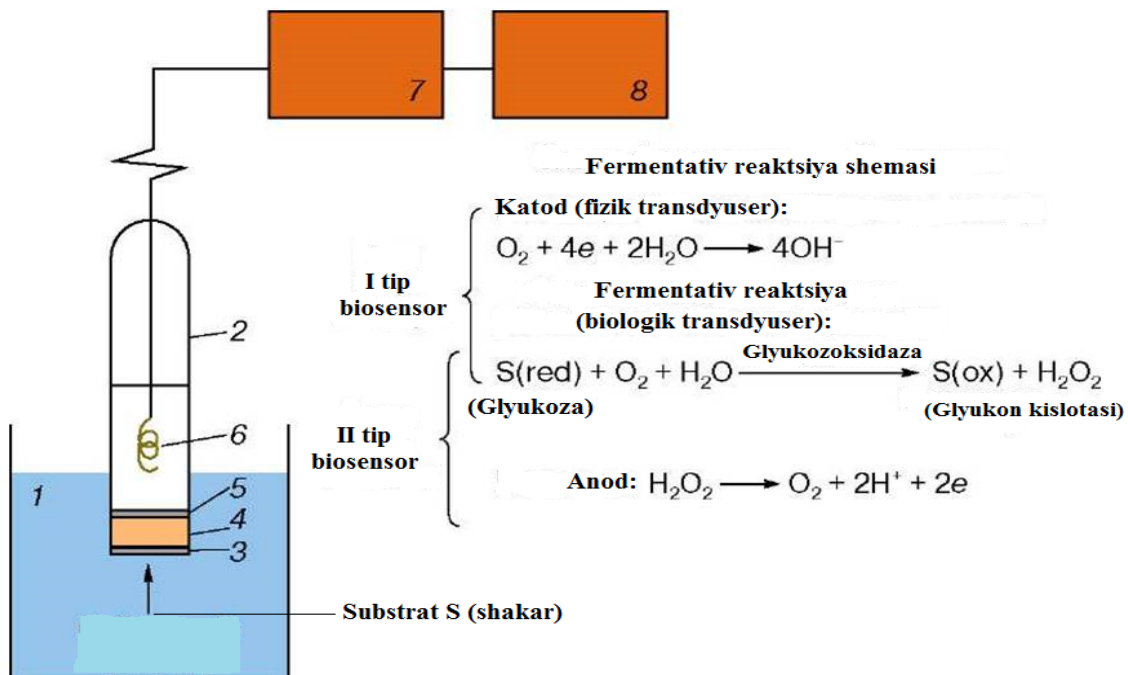 7
8
Fermentativ reaktsiya shemasi
Katod (fizik transdyuser):
O₂ + 4e + 2H₂O ⟶ 4OH⁻
I tip
biosensor
Fermentativ reaktsiya
(biologik transdyuser):
2
Glyukozoksidaza
S(red) + O₂ + H₂O ⟶ S(ox) + H₂O₂
(Glyukoza)
(Glyukon kislotasi)
6
II tip
biosensor
1
5
Anod: H₂O₂ ⟶ O₂ + 2H⁺ + 2e
4
3
Substrat S (shakar)